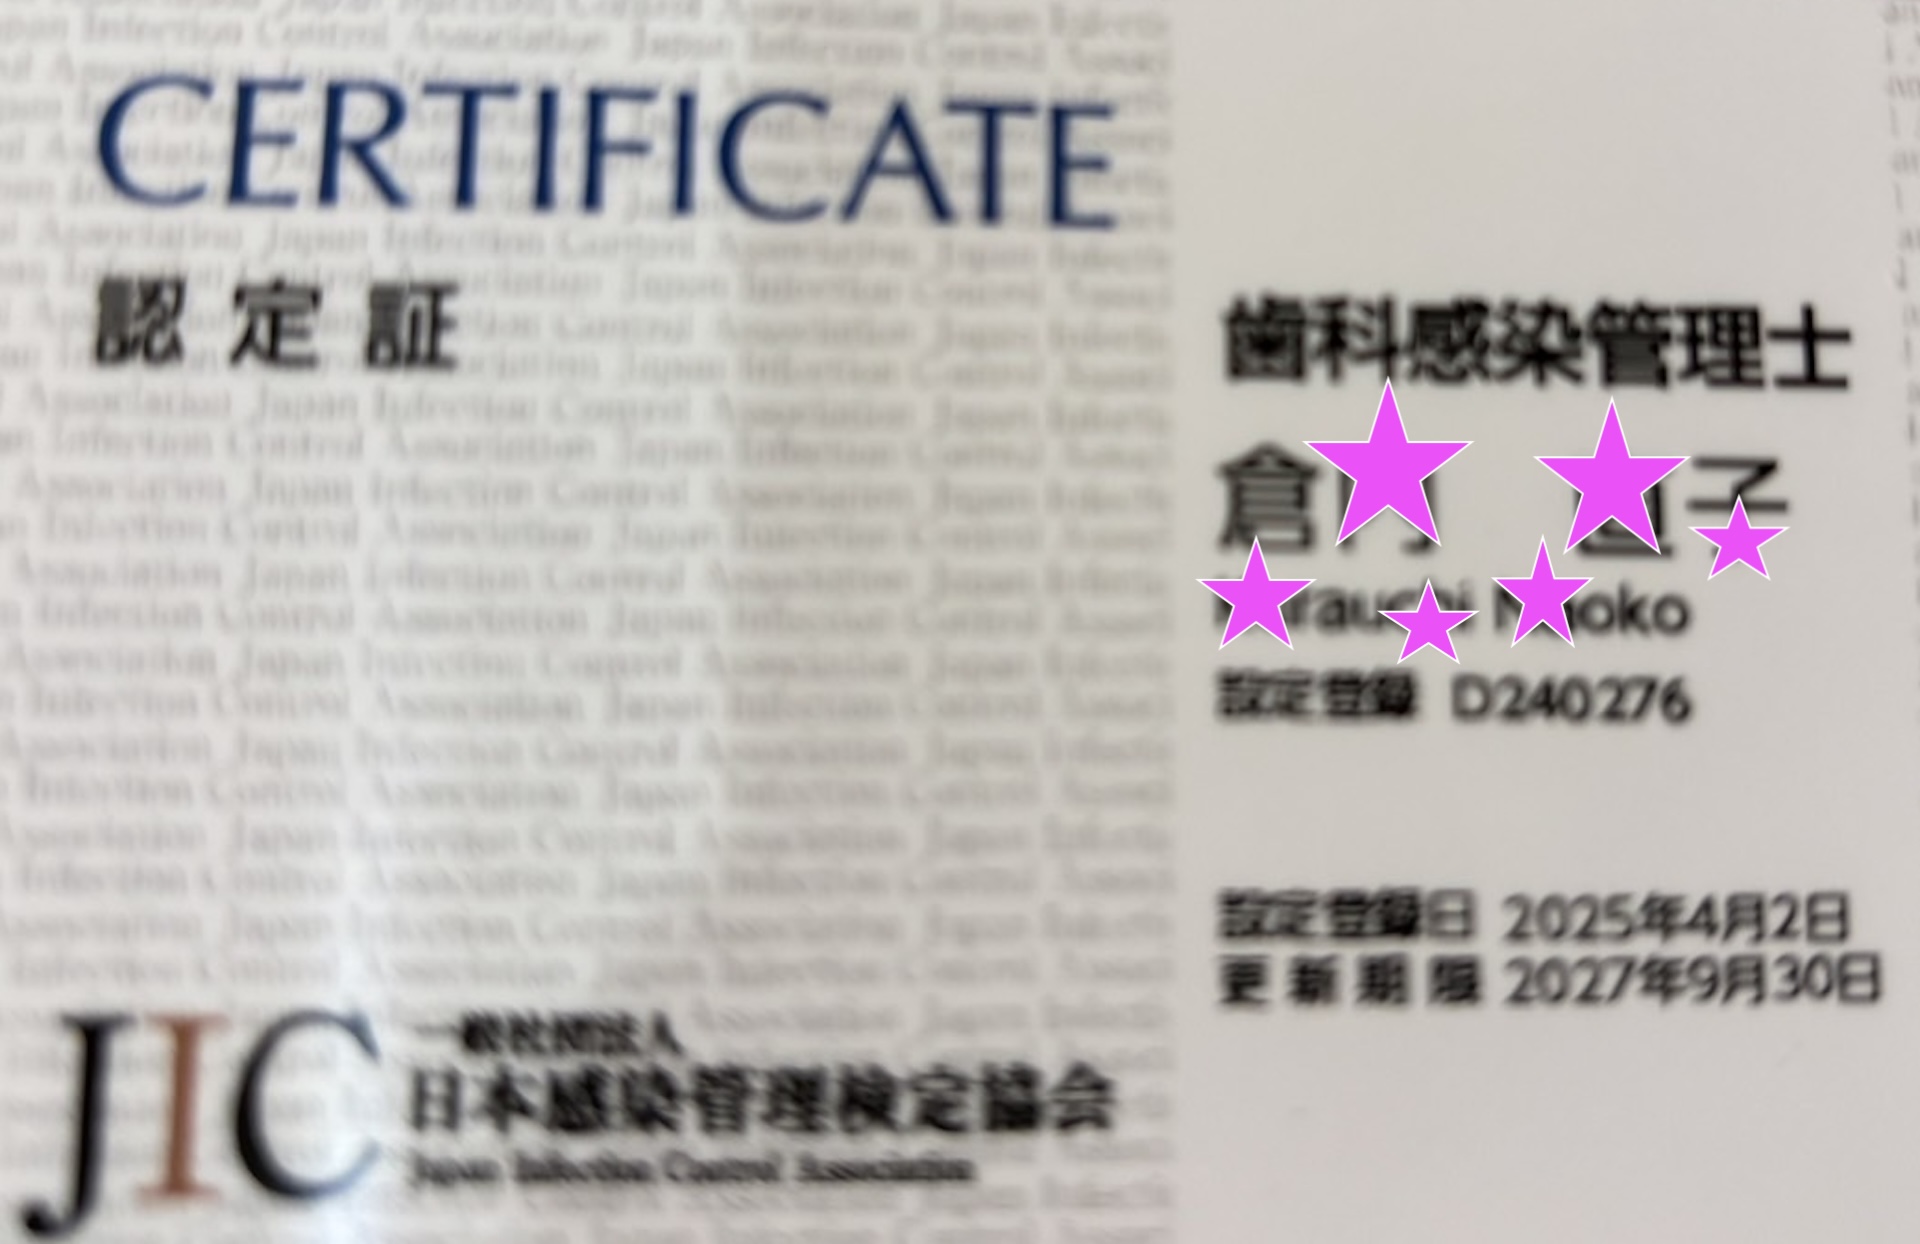 CERTIFICATE
認定証
歯科感染管理士
倉 子
認定登録 D240276
認定登録日 2025年4月2日
更新期限 2027年9月30日
JIC
一般社団法人
日本感染管理検定協会
Japan Infection Control Association